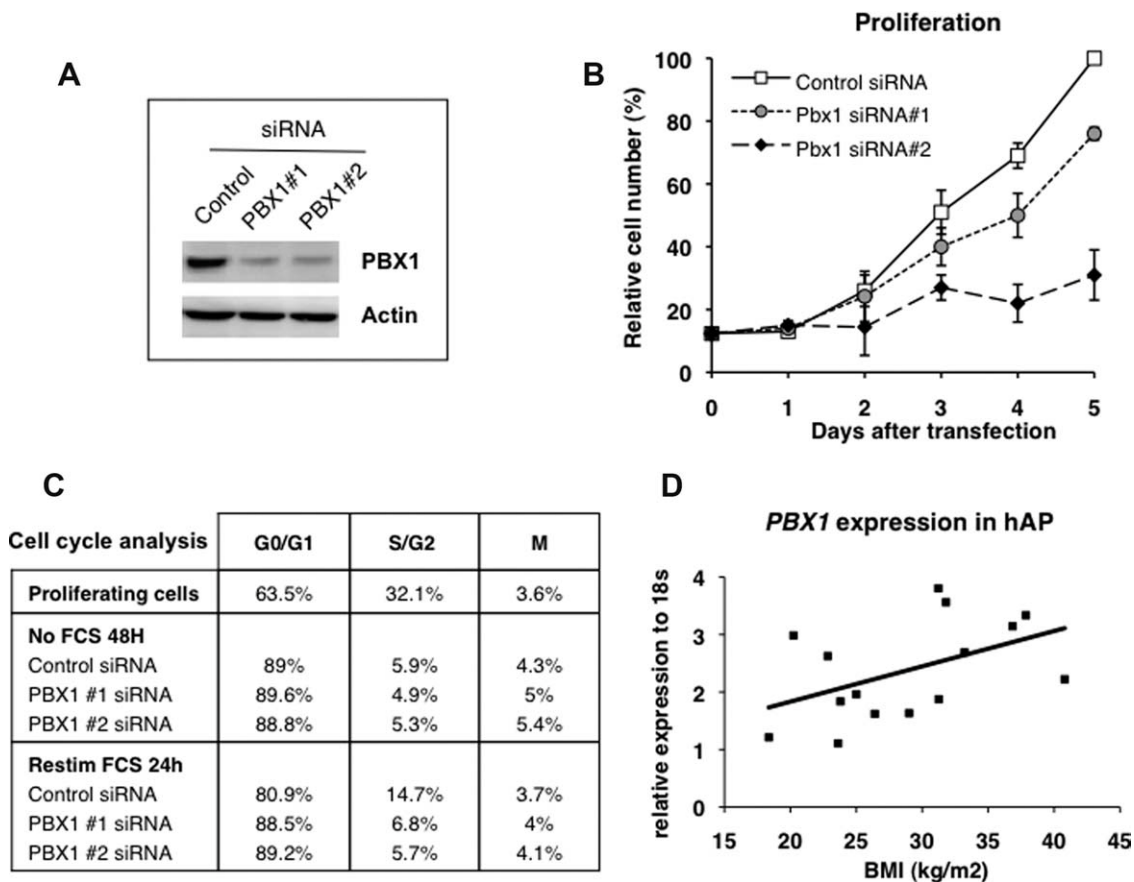 A
siRNA
Control
PBX1#1
PBX1#2
PBX1
Actin
B
Proliferation
Relative cell number (%)
100
80
60
40
20
0
Control siRNA
Pbx1 siRNA#1
Pbx1 siRNA#2
0 1 2 3 4 5
Days after transfection
C
Cell cycle analysis G0/G1 S/G2 M
Proliferating cells 63.5% 32.1% 3.6%
No FCS 48H
Control siRNA 89% 5.9% 4.3%
PBX1 #1 siRNA 89.6% 4.9% 5%
PBX1 #2 siRNA 88.8% 5.3% 5.4%
Restim FCS 24h
Control siRNA 80.9% 14.7% 3.7%
PBX1 #1 siRNA 88.5% 6.8% 4%
PBX1 #2 siRNA 89.2% 5.7% 4.1%
D
PBX1 expression in hAP
relative expression to 18s
4
3
2
1
0
15 20 25 30 35 40 45
BMI (kg/m2)